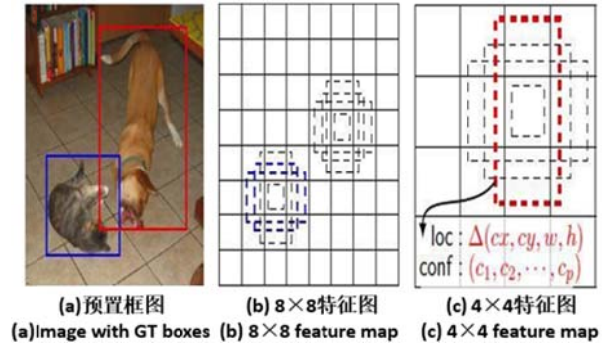 loc : Δ(cx, cy, w, h)
conf : (c₁, c₂, ⋯, cₚ)
(a)预置框图 (b) 8×8特征图 (c) 4×4特征图
(a)Image with GT boxes (b) 8×8 feature map (c) 4×4 feature map